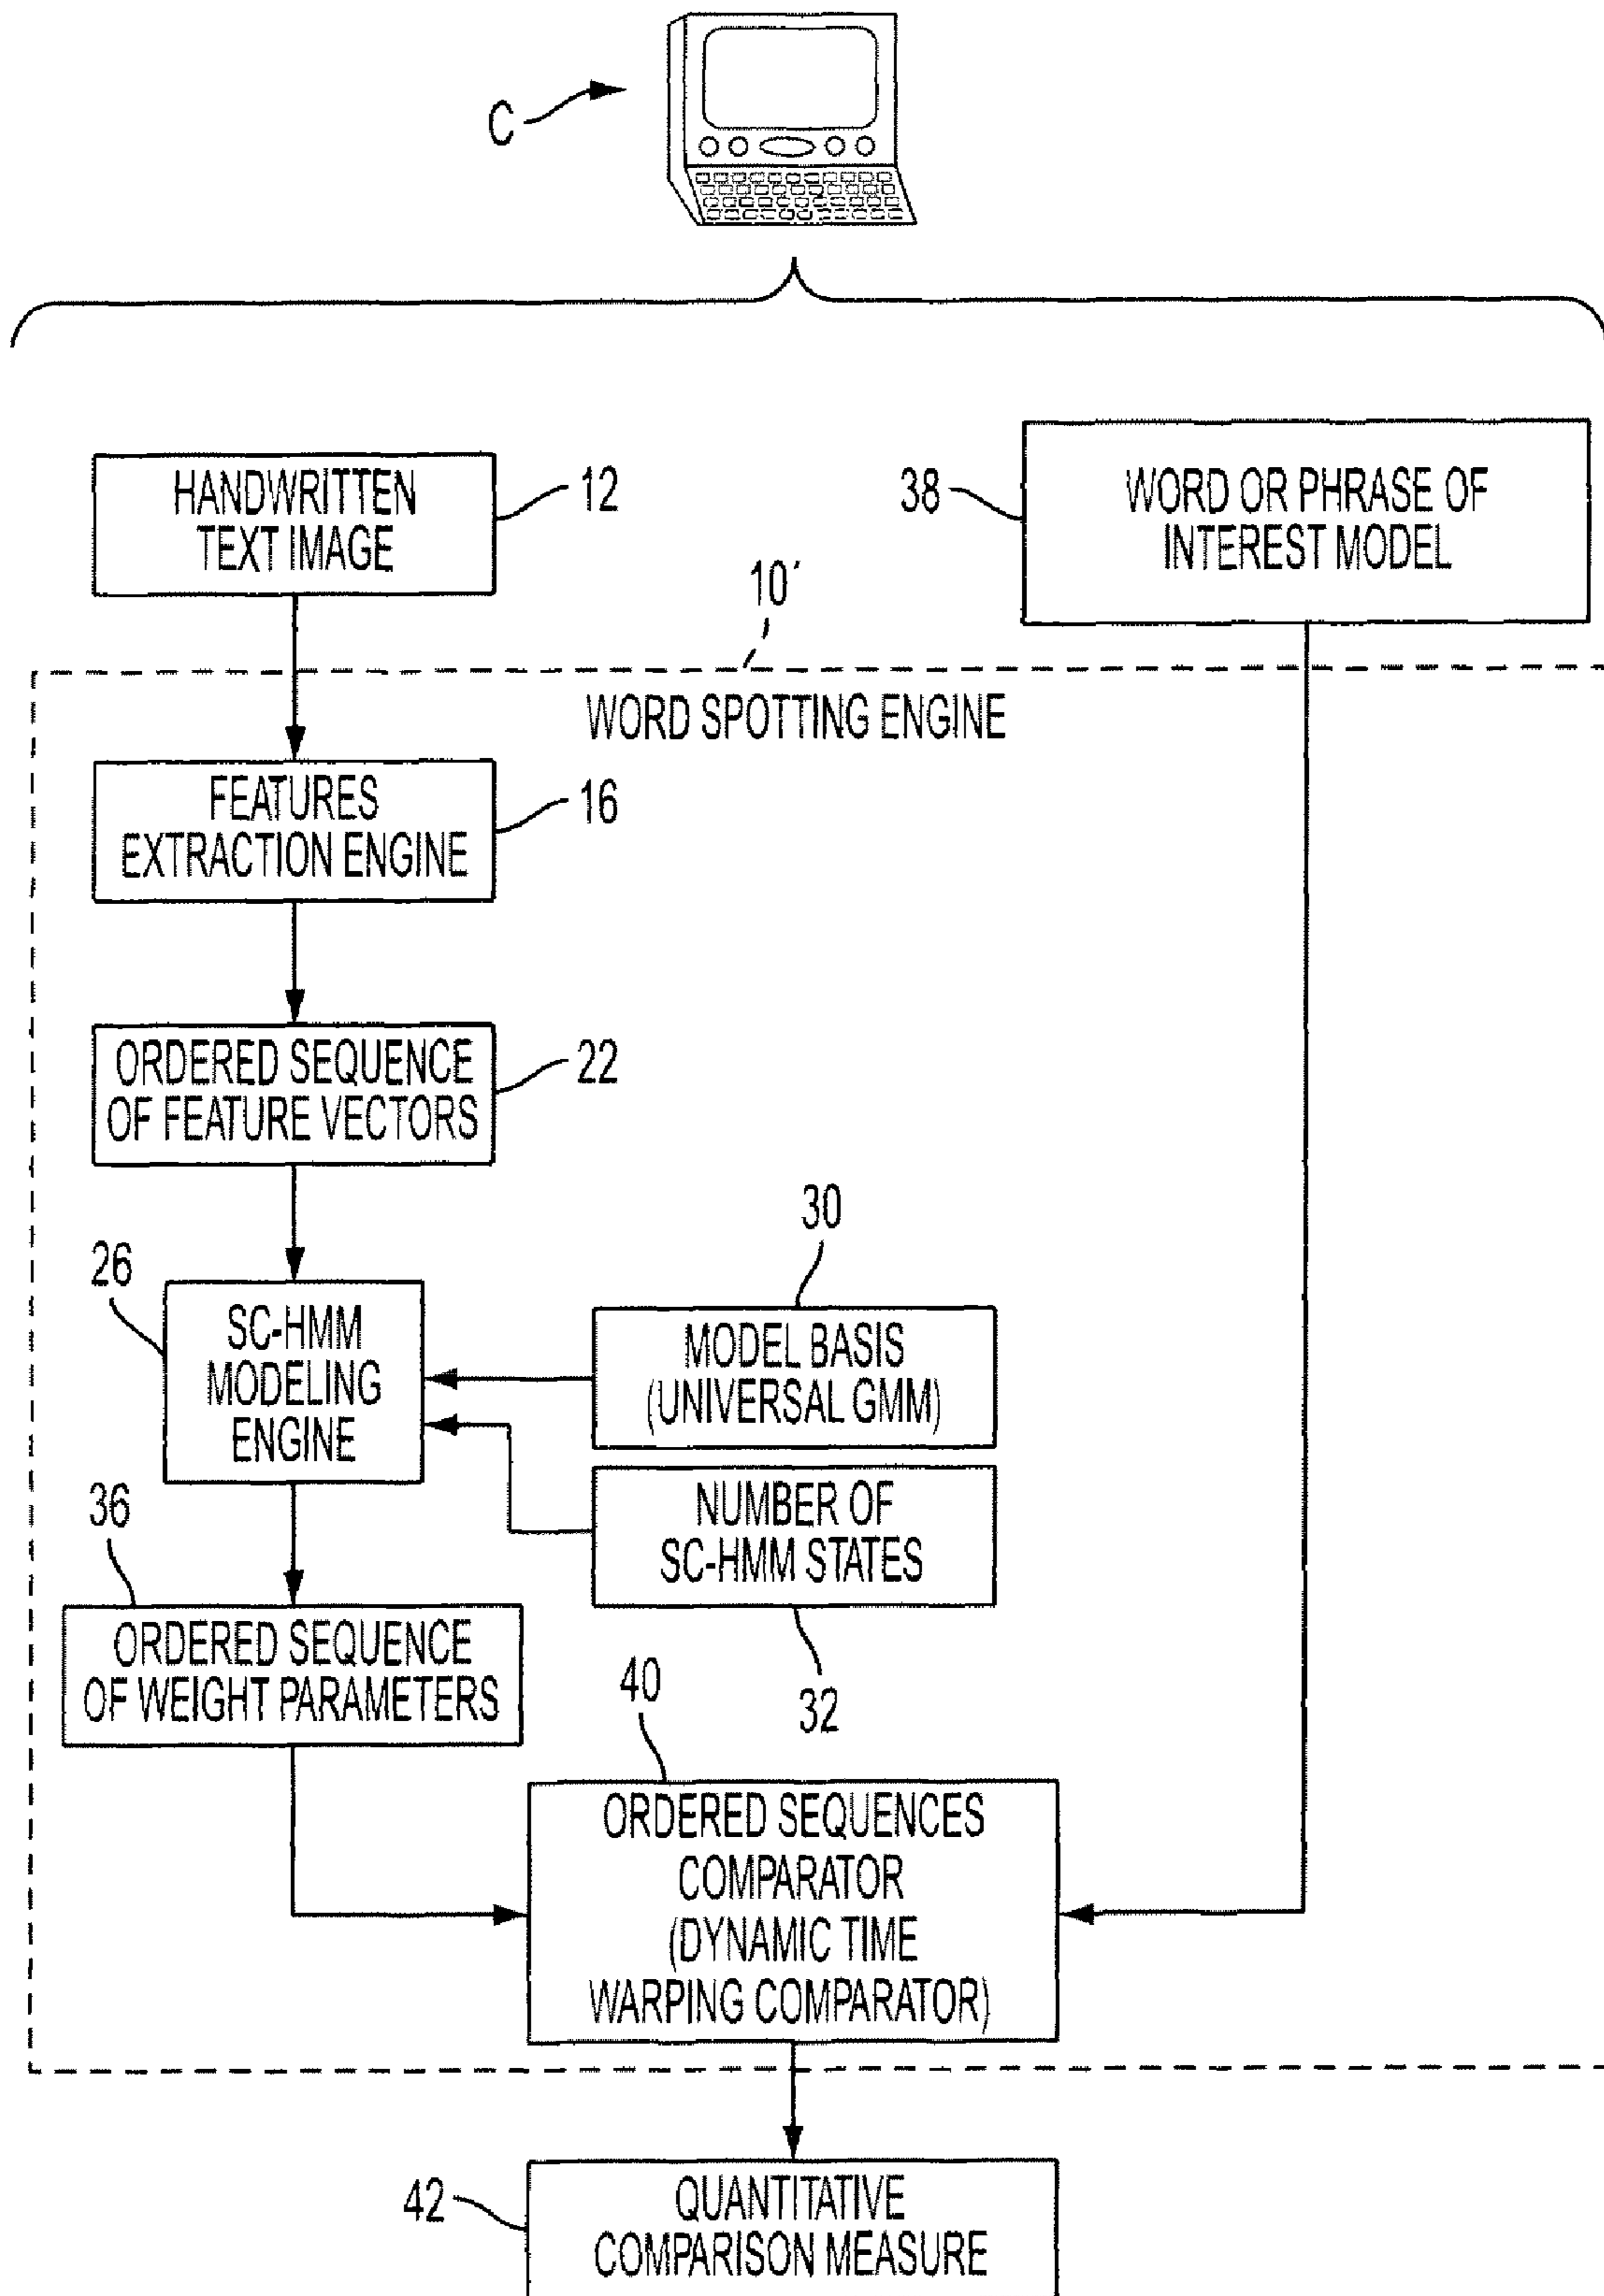 C
HANDWRITTEN
TEXT IMAGE
12
38
WORD OR PHRASE OF
INTEREST MODEL
10´
WORD SPOTTING ENGINE
FEATURES
EXTRACTION ENGINE
16
ORDERED SEQUENCE
OF FEATURE VECTORS
22
26
SC-HMM
MODELING
ENGINE
30
MODEL BASIS
(UNIVERSAL GMM)
NUMBER OF
SC-HMM STATES
32
36
ORDERED SEQUENCE
OF WEIGHT PARAMETERS
40
ORDERED SEQUENCES
COMPARATOR
(DYNAMIC TIME
WARPING COMPARATOR)
42
QUANTITATIVE
COMPARISON MEASURE